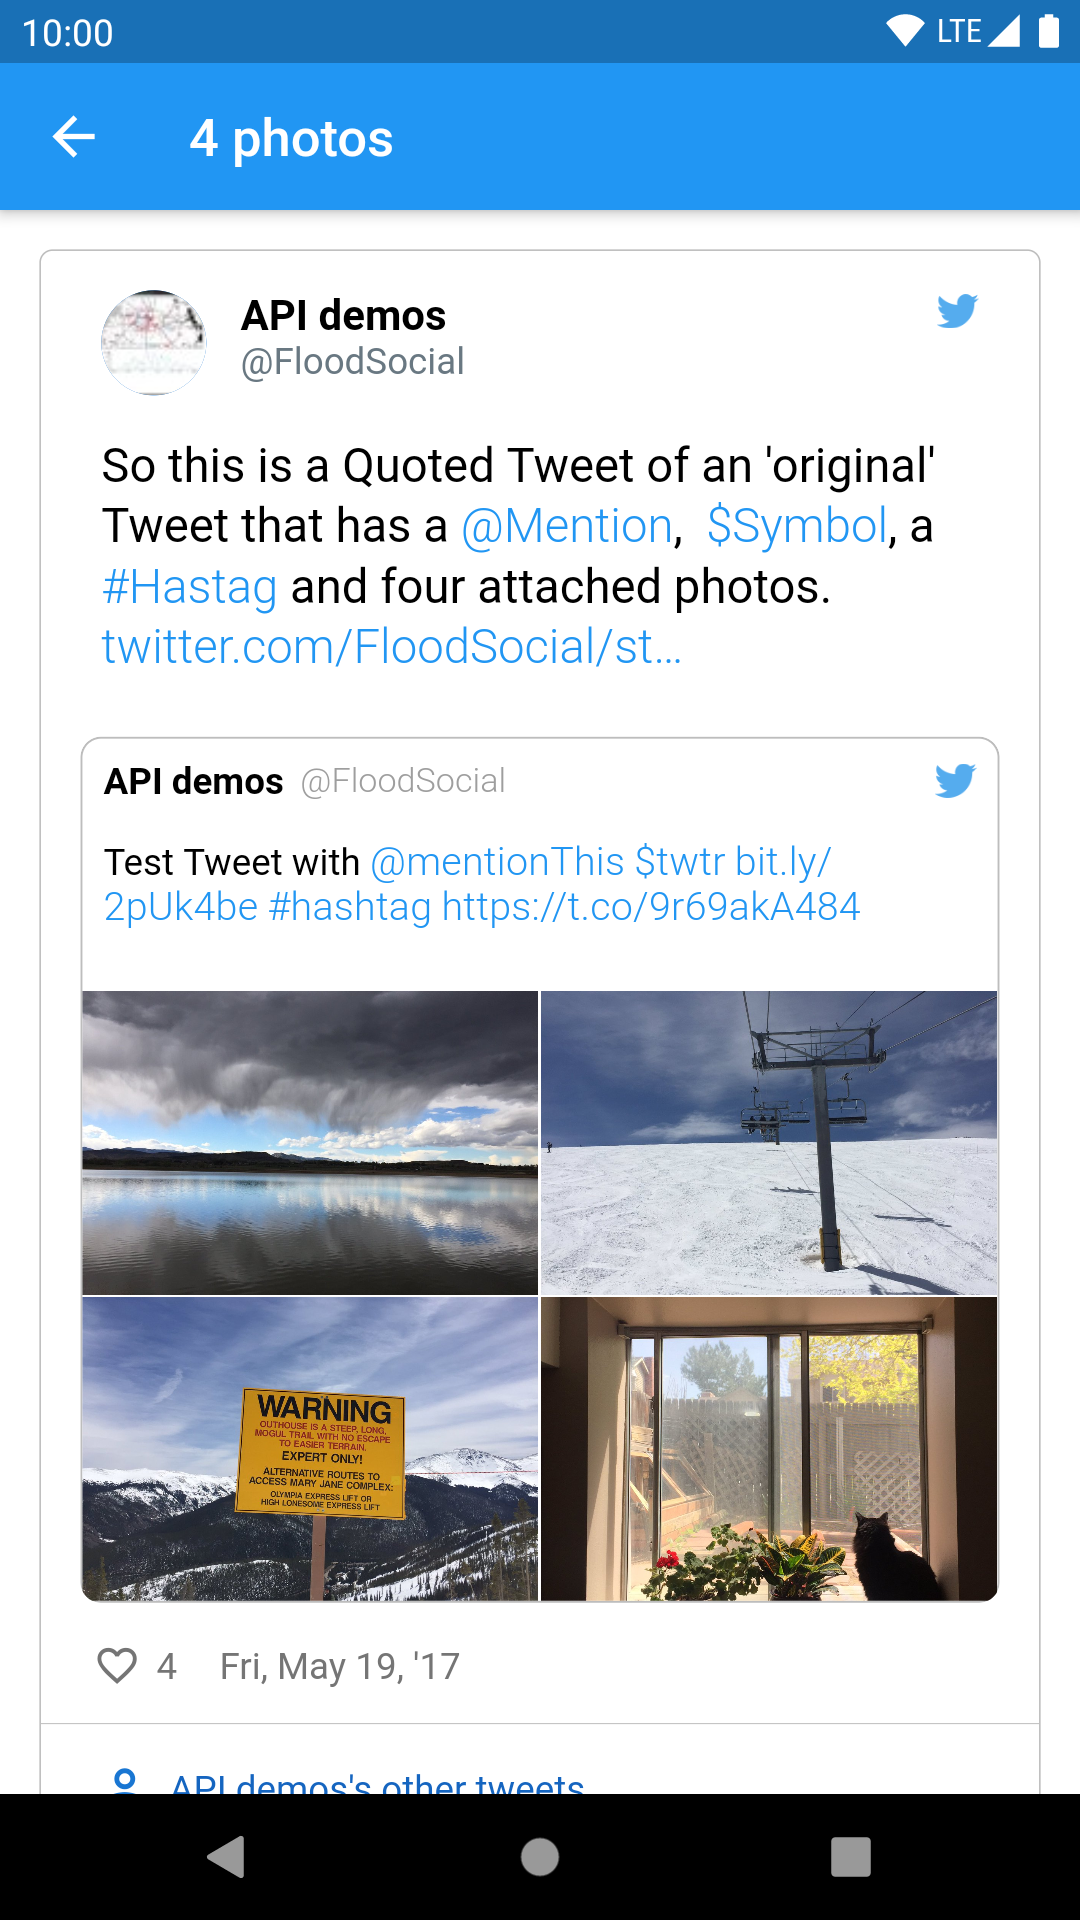 10:00
LTE
4 photos
API demos
@FloodSocial
So this is a Quoted Tweet of an 'original'
Tweet that has a @Mention,  $Symbol, a
#Hastag and four attached photos.
twitter.com/FloodSocial/st...
API demos @FloodSocial
Test Tweet with @mentionThis $twtr bit.ly/
2pUk4be #hashtag https://t.co/9r69akA484
WARNING
OUTHOUSE IS A STEEP, LONG,
MOGUL TRAIL WITH NO ESCAPE
TO EASIER TERRAIN.
EXPERT ONLY!
ALTERNATIVE ROUTES TO
ACCESS MARY JANE COMPLEX:
OLYMPIA EXPRESS LIFT OR
HIGH LONESOME EXPRESS LIFT
4 Fri, May 19, '17
API demos's other tweets